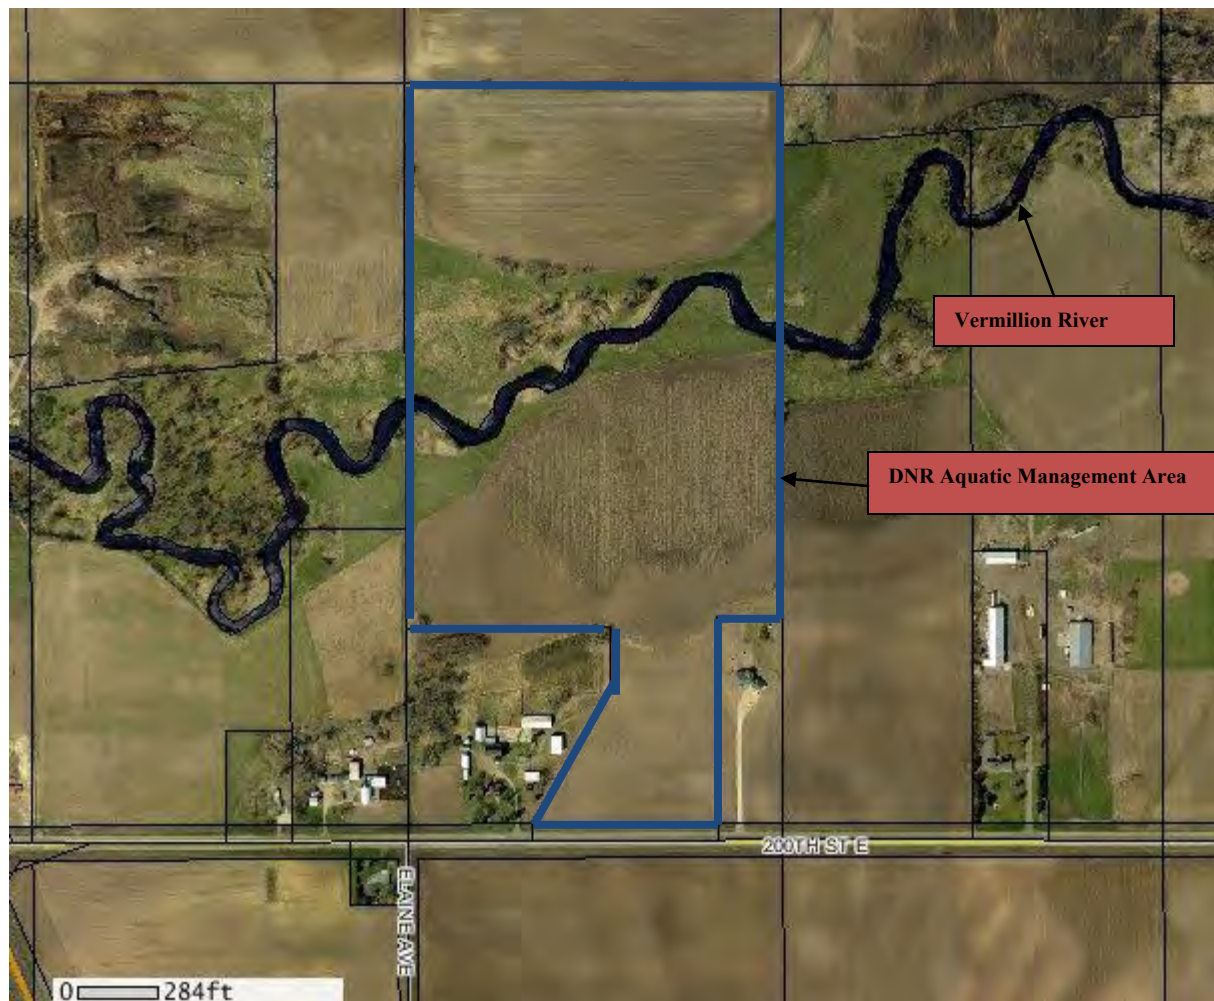 Vermillion River
DNR Aquatic Management Area
200TH ST E
ELAINE AVE
0 284ft